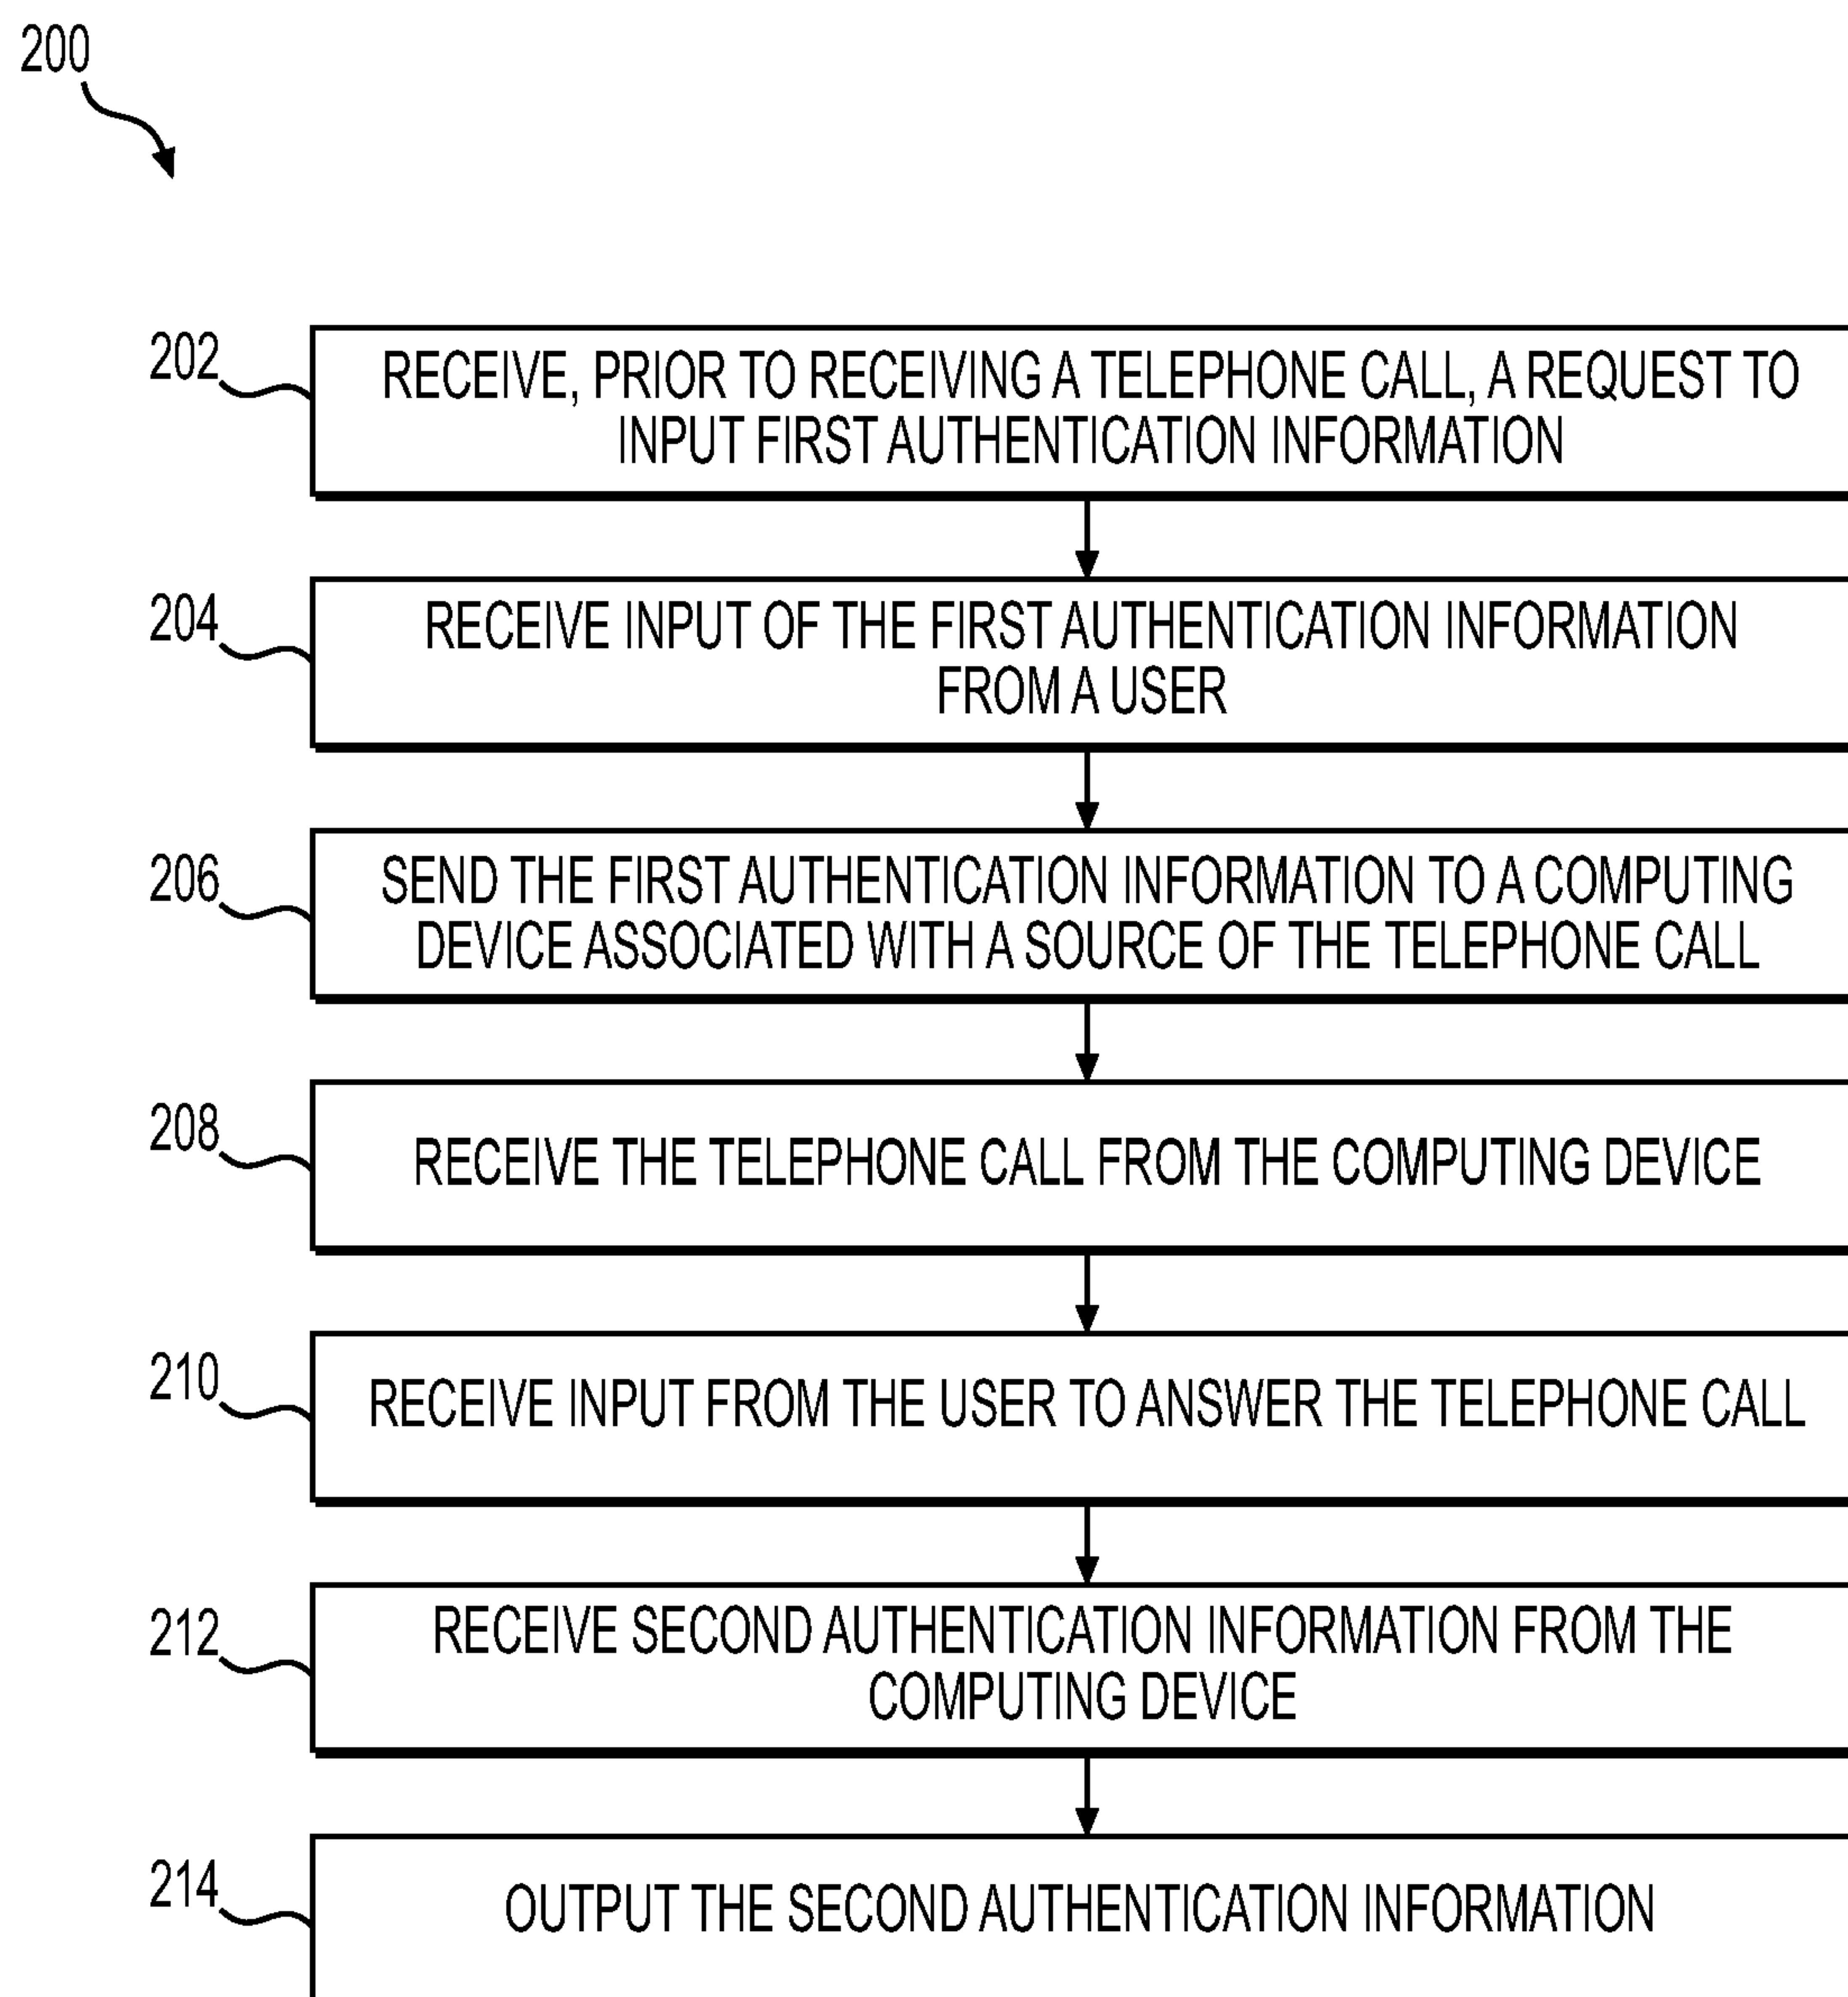 200
202
RECEIVE, PRIOR TO RECEIVING A TELEPHONE CALL, A REQUEST TO
INPUT FIRST AUTHENTICATION INFORMATION
204
RECEIVE INPUT OF THE FIRST AUTHENTICATION INFORMATION
FROM A USER
206
SEND THE FIRST AUTHENTICATION INFORMATION TO A COMPUTING
DEVICE ASSOCIATED WITH A SOURCE OF THE TELEPHONE CALL
208
RECEIVE THE TELEPHONE CALL FROM THE COMPUTING DEVICE
210
RECEIVE INPUT FROM THE USER TO ANSWER THE TELEPHONE CALL
212
RECEIVE SECOND AUTHENTICATION INFORMATION FROM THE
COMPUTING DEVICE
214
OUTPUT THE SECOND AUTHENTICATION INFORMATION